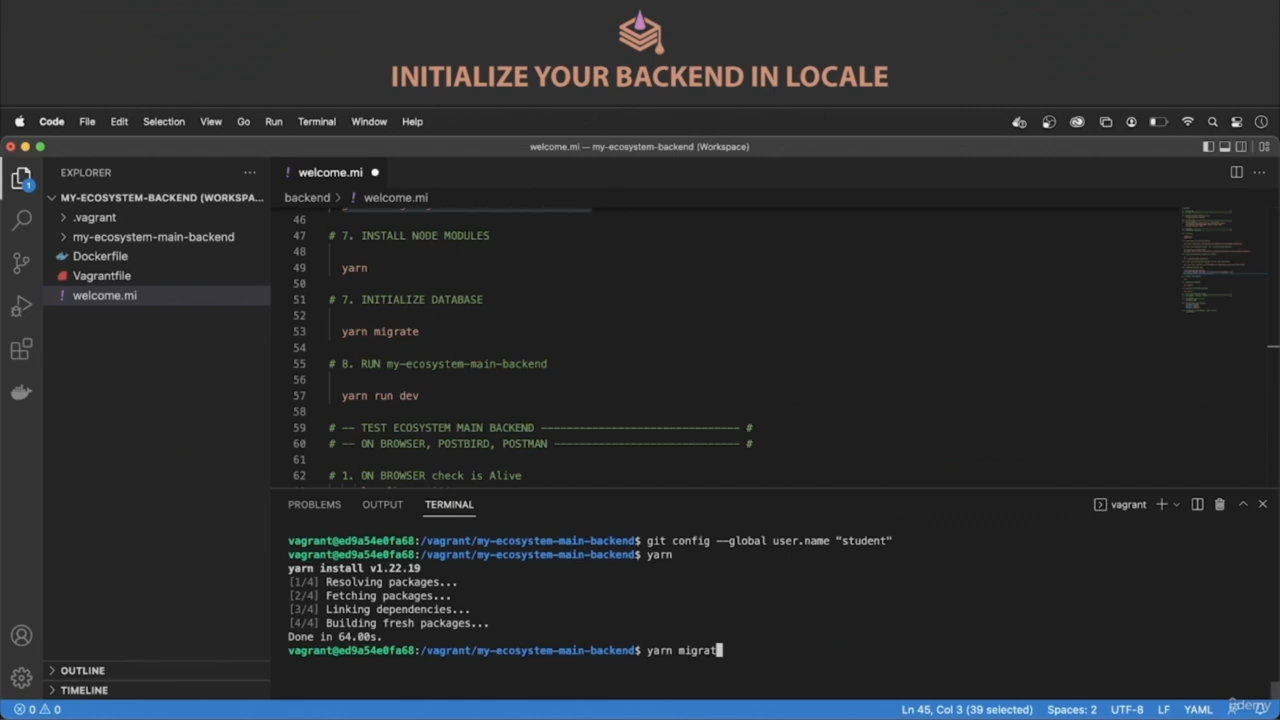 INITIALIZE YOUR BACKEND IN LOCALE
Code File Edit Selection View Go Run Terminal Window Help
welcome.mi — my-ecosystem-backend (Workspace)
EXPLORER
MY-ECOSYSTEM-BACKEND (WORKSPA...
.vagrant
my-ecosystem-main-backend
Dockerfile
Vagrantfile
! welcome.mi
OUTLINE
TIMELINE
! welcome.mi
backend > ! welcome.mi
46
47 # 7. INSTALL NODE MODULES
48
49 yarn
50
51 # 7. INITIALIZE DATABASE
52
53 yarn migrate
54
55 # 8. RUN my-ecosystem-main-backend
56
57 yarn run dev
58
59 # —— TEST ECOSYSTEM MAIN BACKEND ————————————————————— #
60 # —— ON BROWSER, POSTBIRD, POSTMAN ——————————————————— #
61
62 # 1. ON BROWSER check is Alive
PROBLEMS OUTPUT TERMINAL
vagrant
vagrant@ed9a54e0fa68:/vagrant/my-ecosystem-main-backend$ git config --global user.name "student"
vagrant@ed9a54e0fa68:/vagrant/my-ecosystem-main-backend$ yarn
yarn install v1.22.19
[1/4] Resolving packages...
[2/4] Fetching packages...
[3/4] Linking dependencies...
[4/4] Building fresh packages...
Done in 64.00s.
vagrant@ed9a54e0fa68:/vagrant/my-ecosystem-main-backend$ yarn migrat
0 0 Ln 45, Col 3 (39 selected) Spaces: 2 UTF-8 LF YAML
udemy